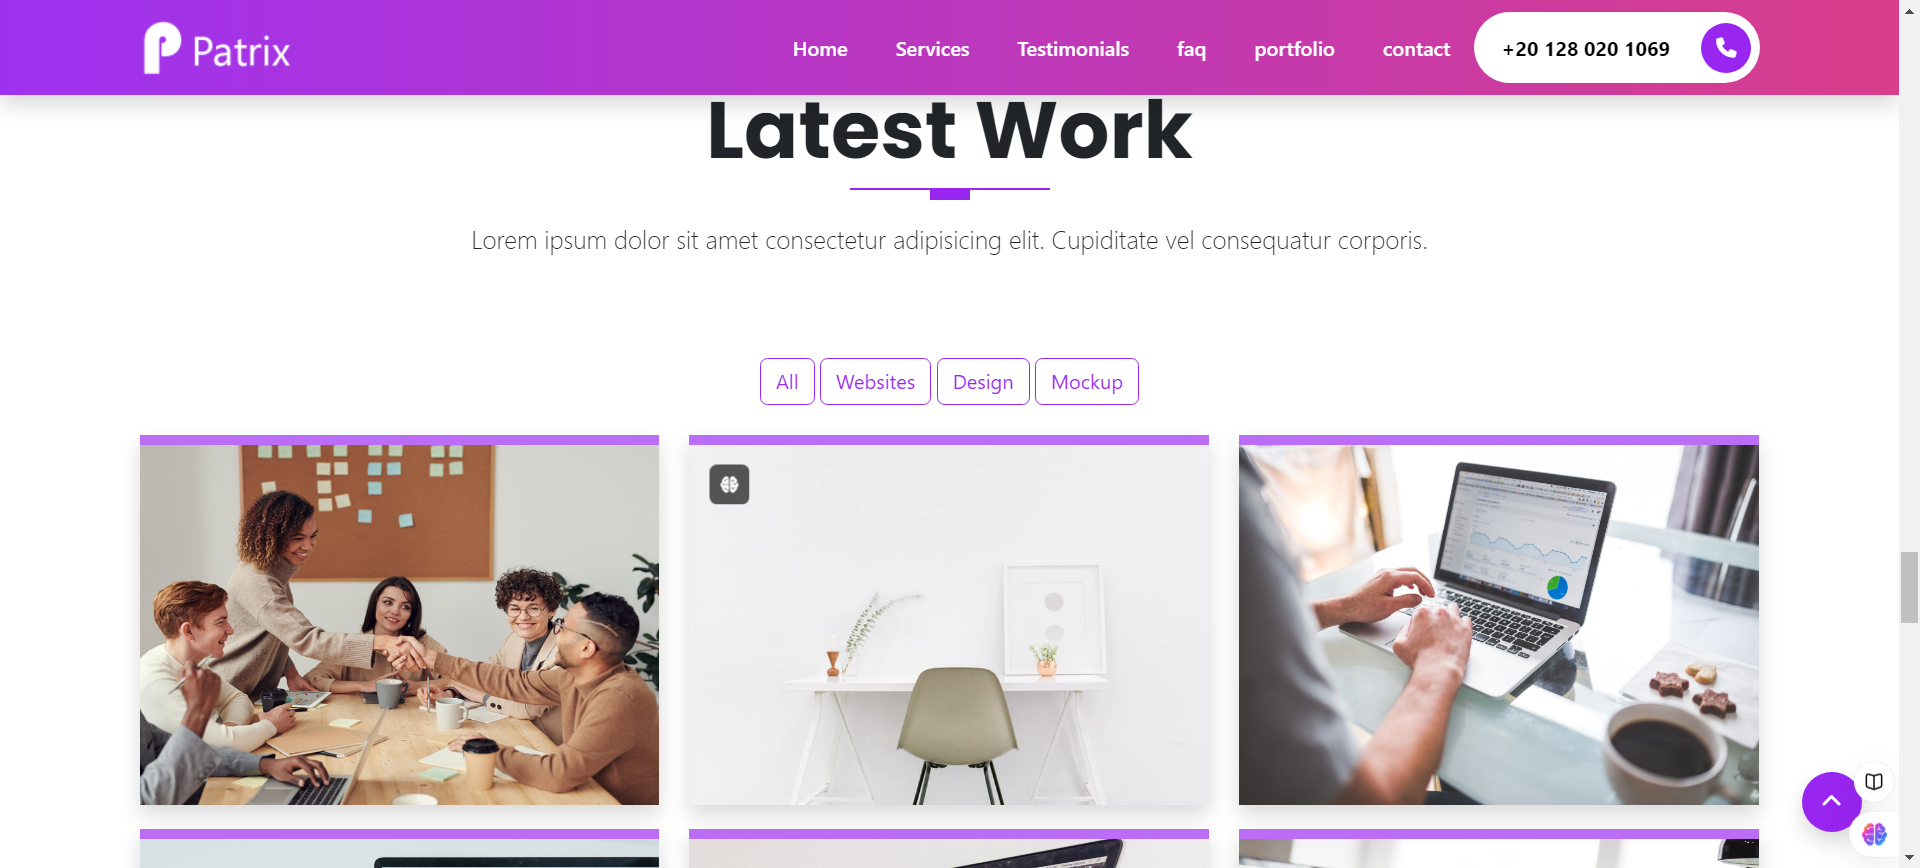 Patrix
Home Services Testimonials faq portfolio contact +20 128 020 1069
Latest Work
Lorem ipsum dolor sit amet consectetur adipisicing elit. Cupiditate vel consequatur corporis.
All Websites Design Mockup